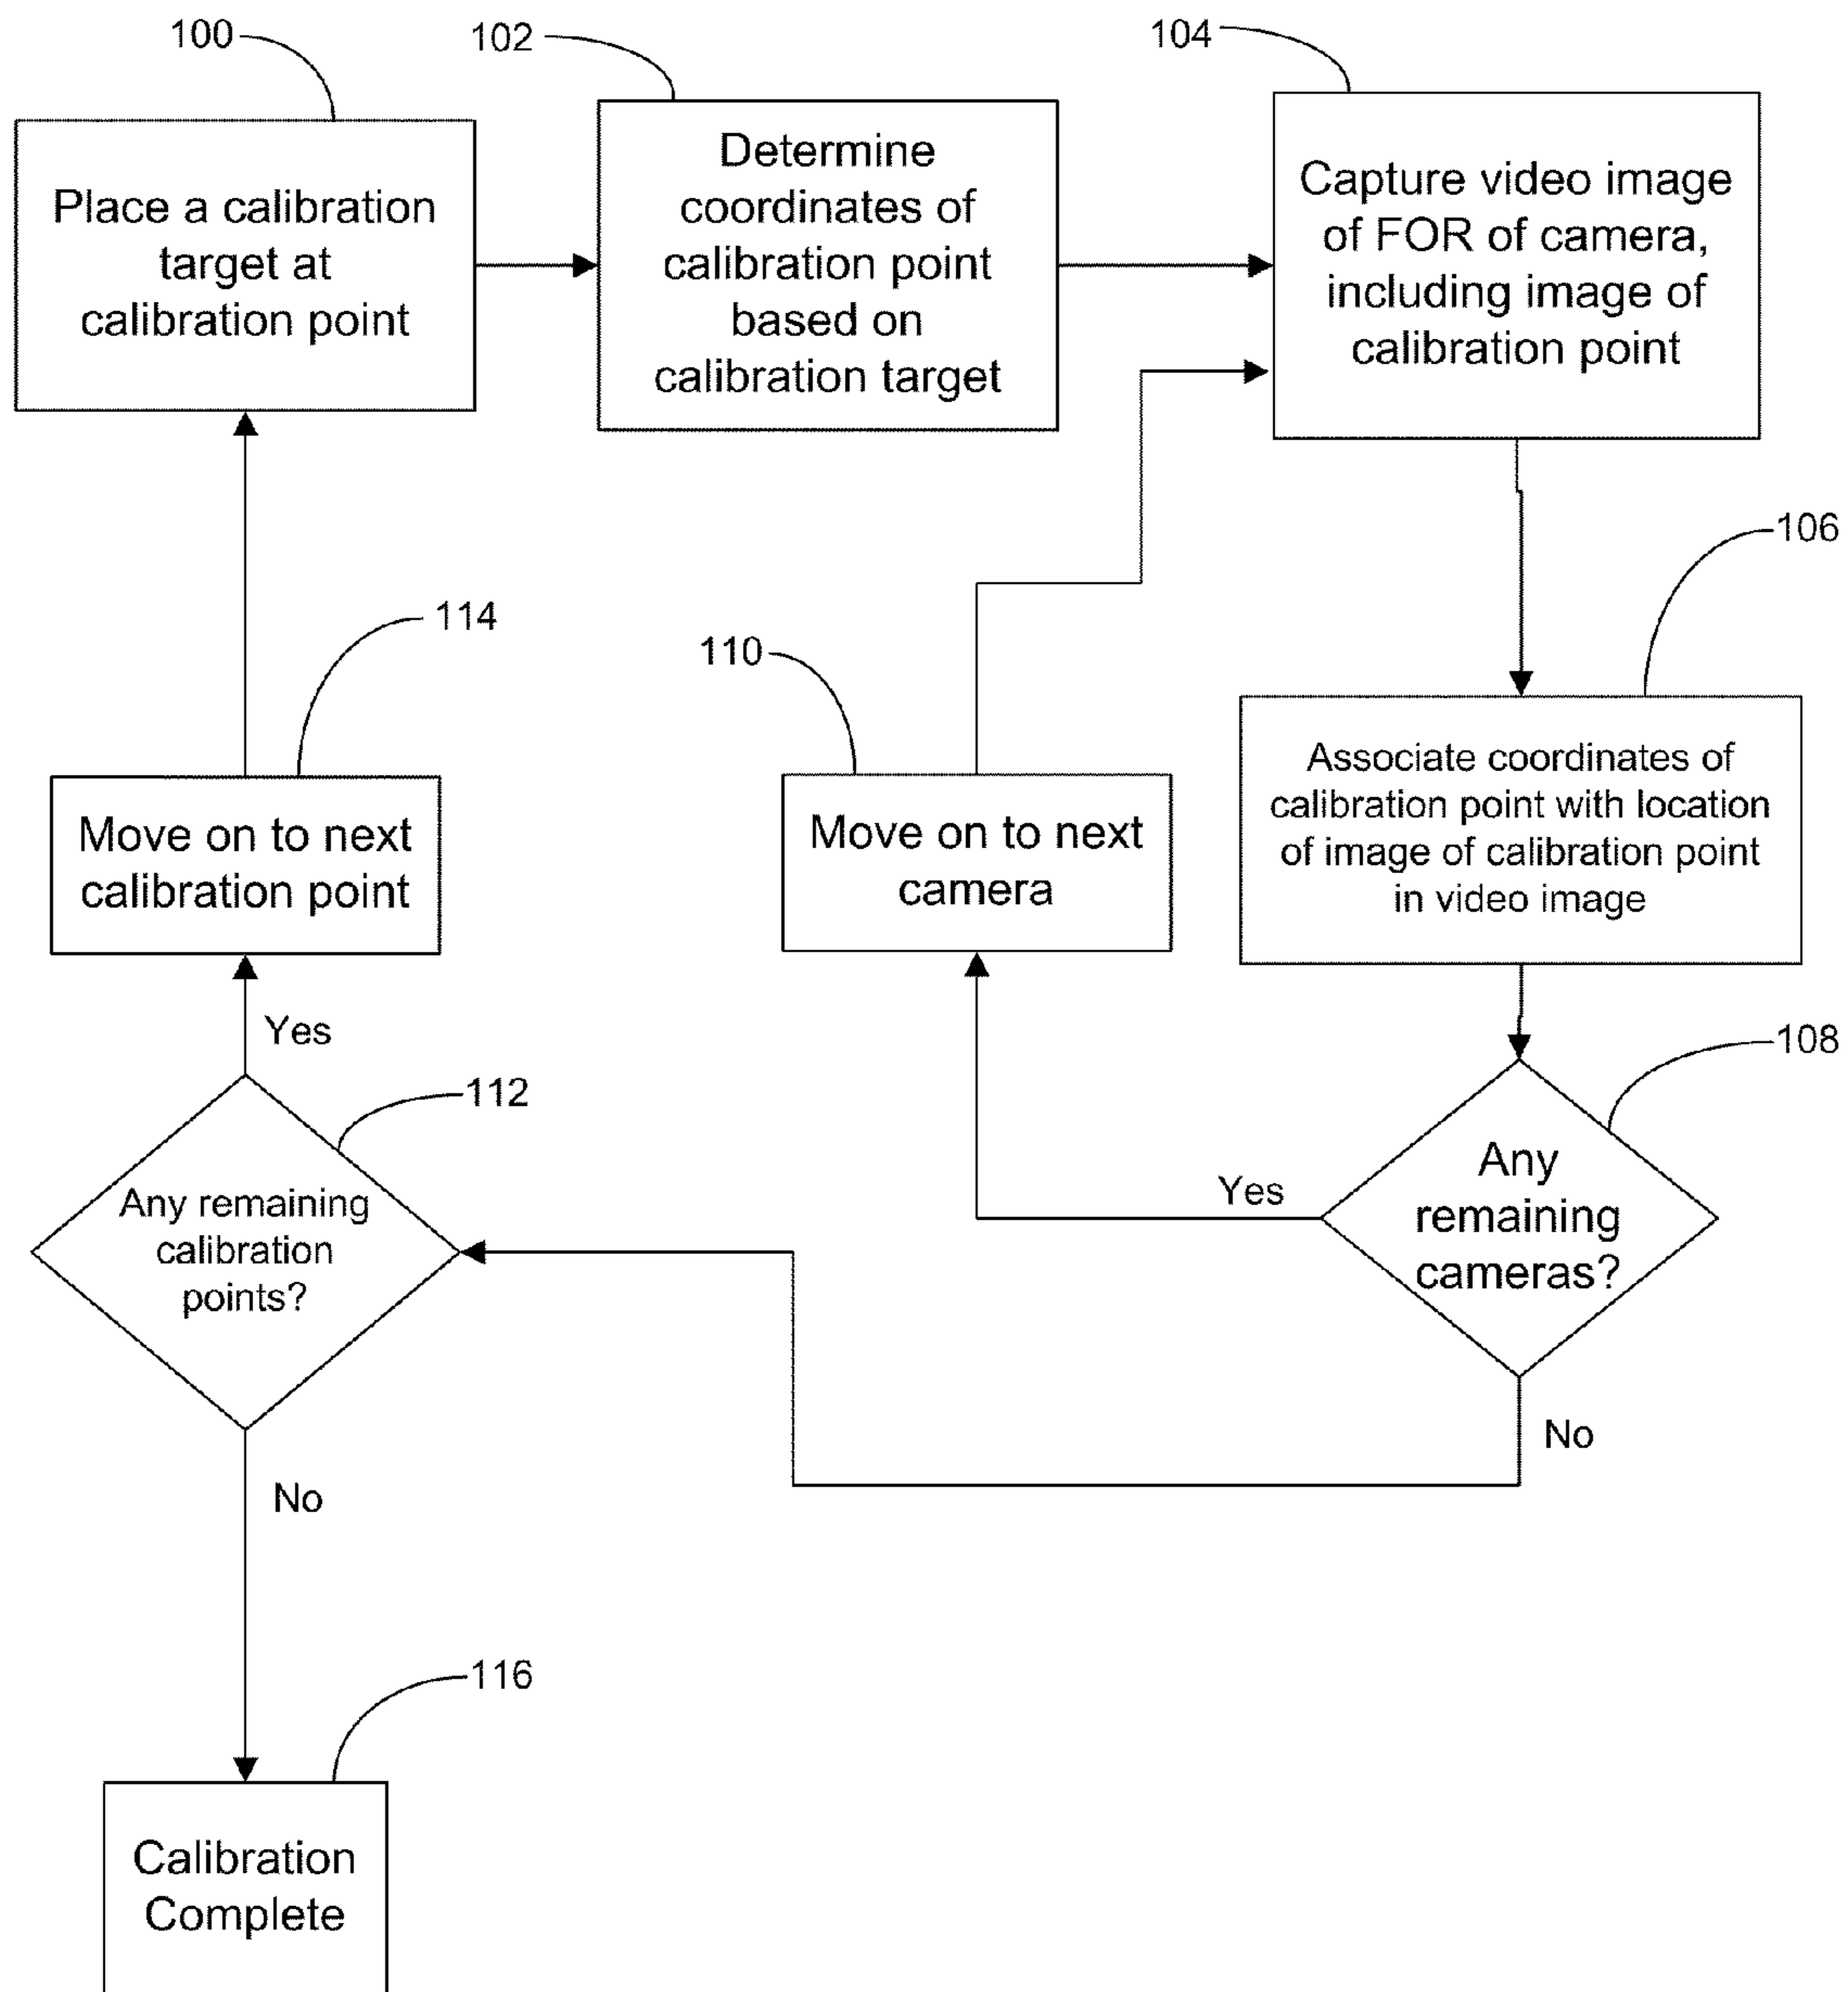 100
102
104
Place a calibration
target at
calibration point
Determine
coordinates of
calibration point
based on
calibration target
Capture video image
of FOR of camera,
including image of
calibration point
106
114
110
Move on to next
calibration point
Move on to next
camera
Associate coordinates of
calibration point with location
of image of calibration point
in video image
Yes
108
112
Any remaining
calibration
points?
Yes
Any
remaining
cameras?
No
No
116
Calibration
Complete